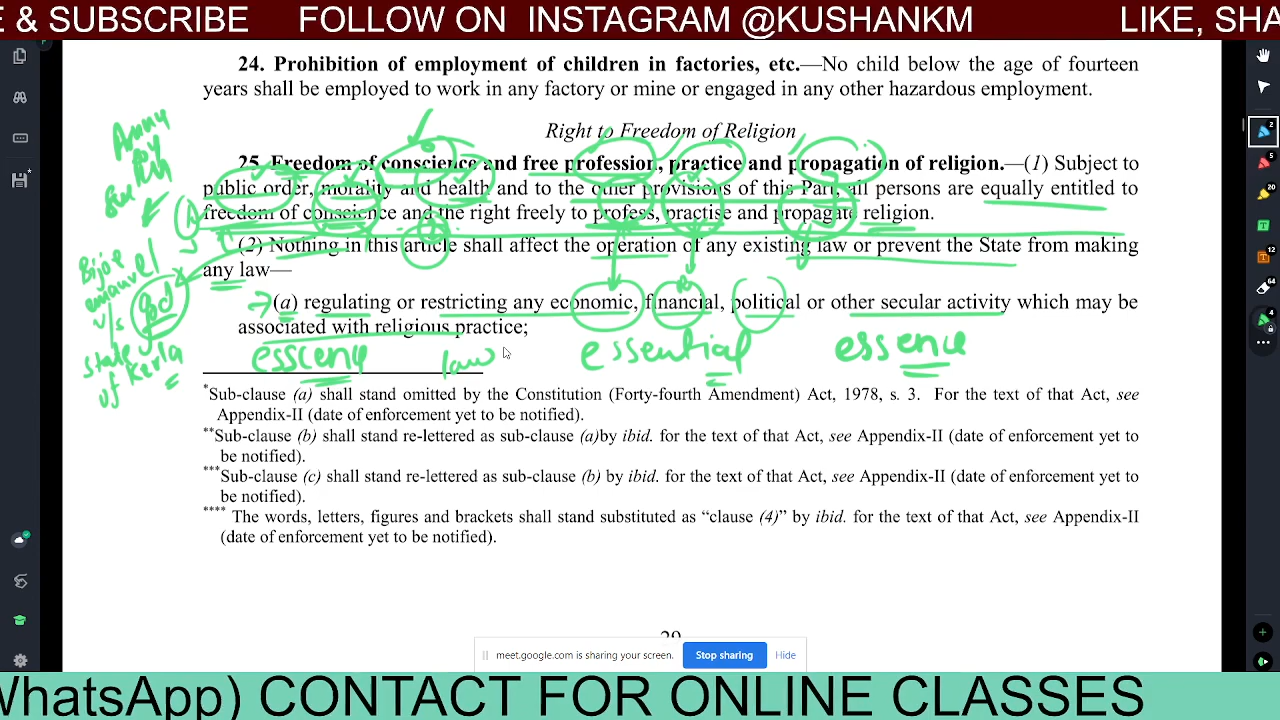 E & SUBSCRIBE FOLLOW ON INSTAGRAM @KUSHANKM LIKE, SHA
24. Prohibition of employment of children in factories, etc.—No child below the age of fourteen
years shall be employed to work in any factory or mine or engaged in any other hazardous employment.
Right to Freedom of Religion
25. Freedom of conscience and free profession, practice and propagation of religion.—(1) Subject to
public order, morality and health and to the other provisions of this Part, all persons are equally entitled to
freedom of conscience and the right freely to profess, practise and propagate religion.
(2) Nothing in this article shall affect the operation of any existing law or prevent the State from making
any law—
(a) regulating or restricting any economic, financial, political or other secular activity which may be
associated with religious practice;
god
Bijoe
emanuel
v/s
state
of Kerla
esscene law essential essence
*Sub-clause (a) shall stand omitted by the Constitution (Forty-fourth Amendment) Act, 1978, s. 3. For the text of that Act, see
Appendix-II (date of enforcement yet to be notified).
**Sub-clause (b) shall stand re-lettered as sub-clause (a)by ibid. for the text of that Act, see Appendix-II (date of enforcement yet to
be notified).
***Sub-clause (c) shall stand re-lettered as sub-clause (b) by ibid. for the text of that Act, see Appendix-II (date of enforcement yet to
be notified).
**** The words, letters, figures and brackets shall stand substituted as “clause (4)” by ibid. for the text of that Act, see Appendix-II
(date of enforcement yet to be notified).
29
meet.google.com is sharing your screen. Stop sharing Hide
WhatsApp) CONTACT FOR ONLINE CLASSES